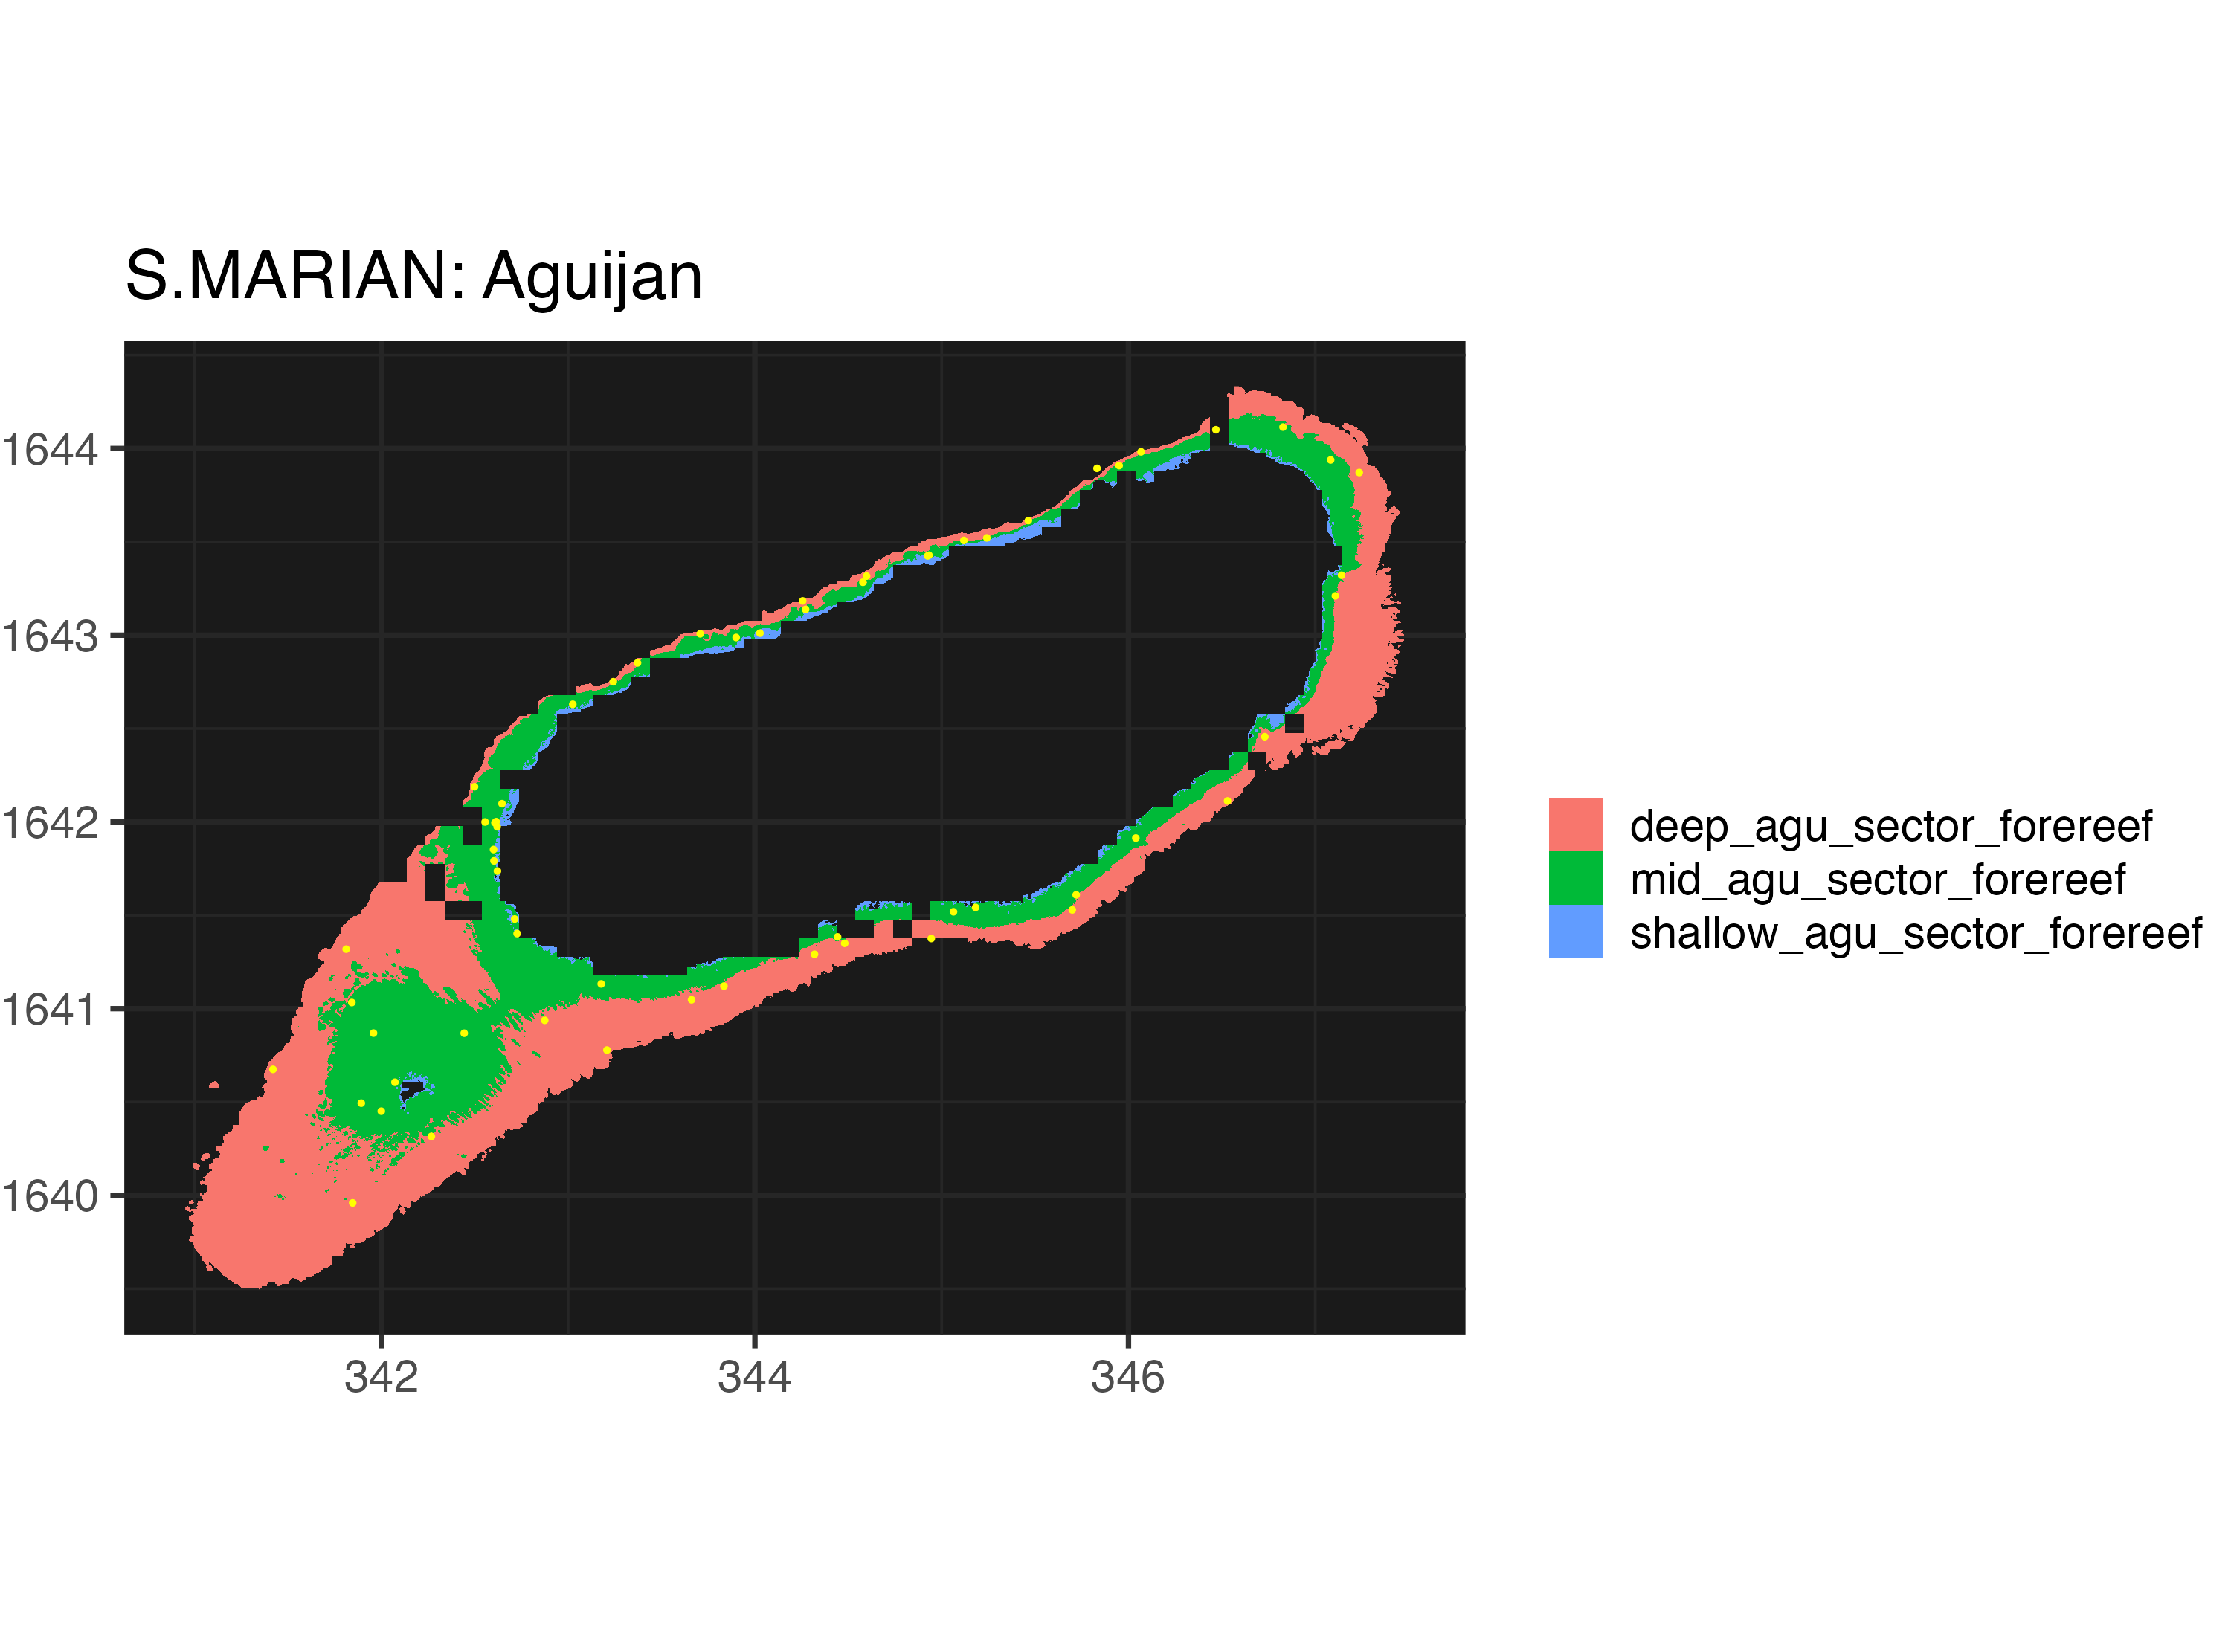 S.MARIAN: Aguijan
1644
1643
1642
1641
1640
342
344
346
deep_agu_sector_forereef
mid_agu_sector_forereef
shallow_agu_sector_forereef